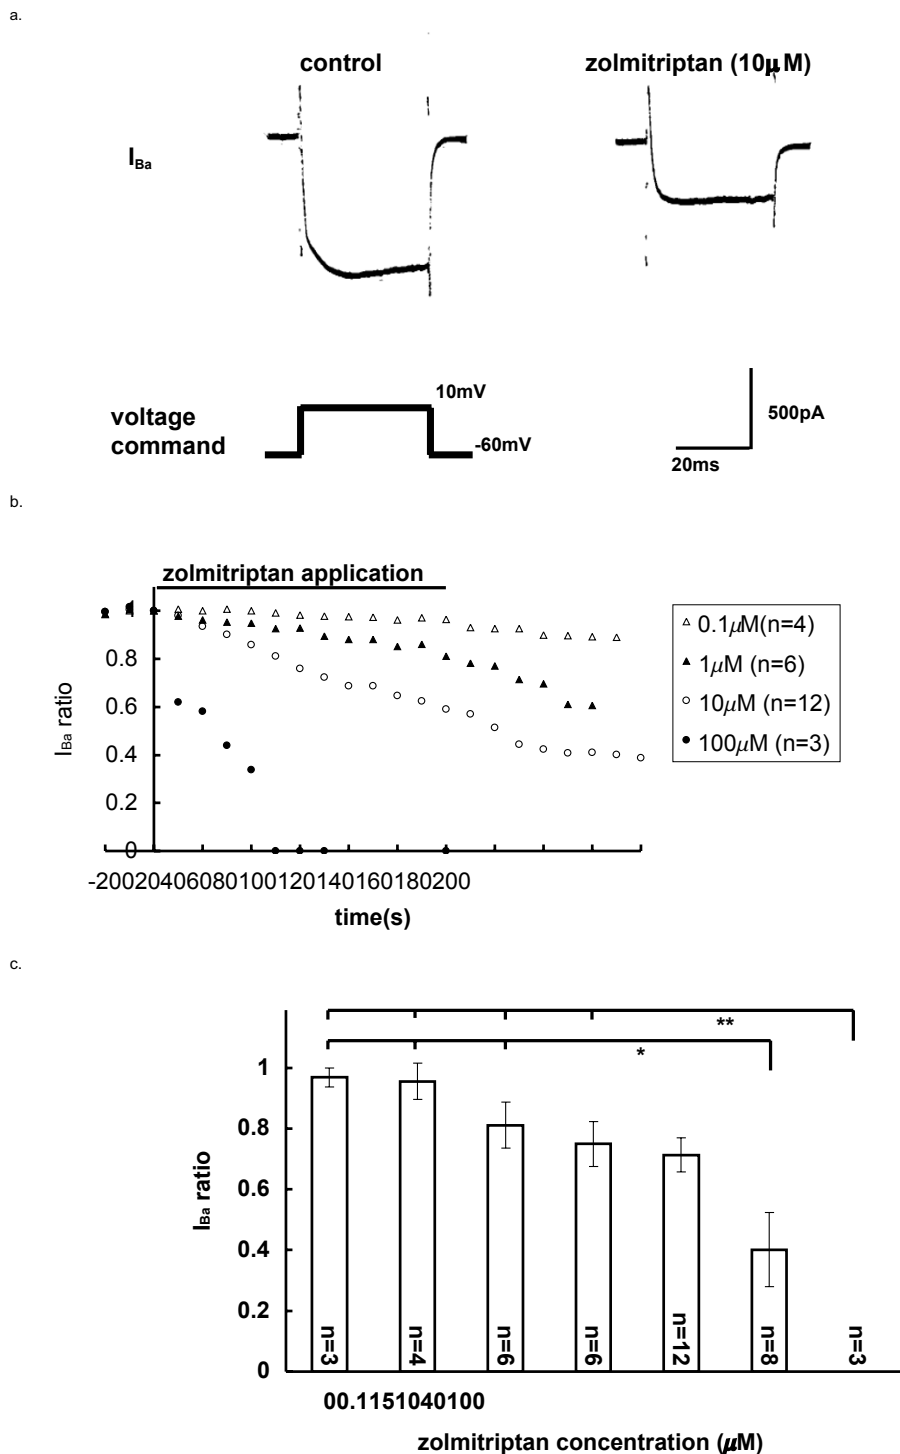 a.
control
zolmitriptan (10μM)
IBa
10mV
voltage
command
-60mV
500pA
20ms
b.
zolmitriptan application
1
0.8
0.6
0.4
0.2
0
IBa ratio
△ 0.1μM(n=4)
▲ 1μM (n=6)
○ 10μM (n=12)
● 100μM (n=3)
-20020406080100120140160180200
time(s)
c.
**
*
1
0.8
0.6
0.4
0.2
0
IBa ratio
n=3
n=4
n=6
n=6
n=12
n=8
n=3
00.1151040100
zolmitriptan concentration (μM)